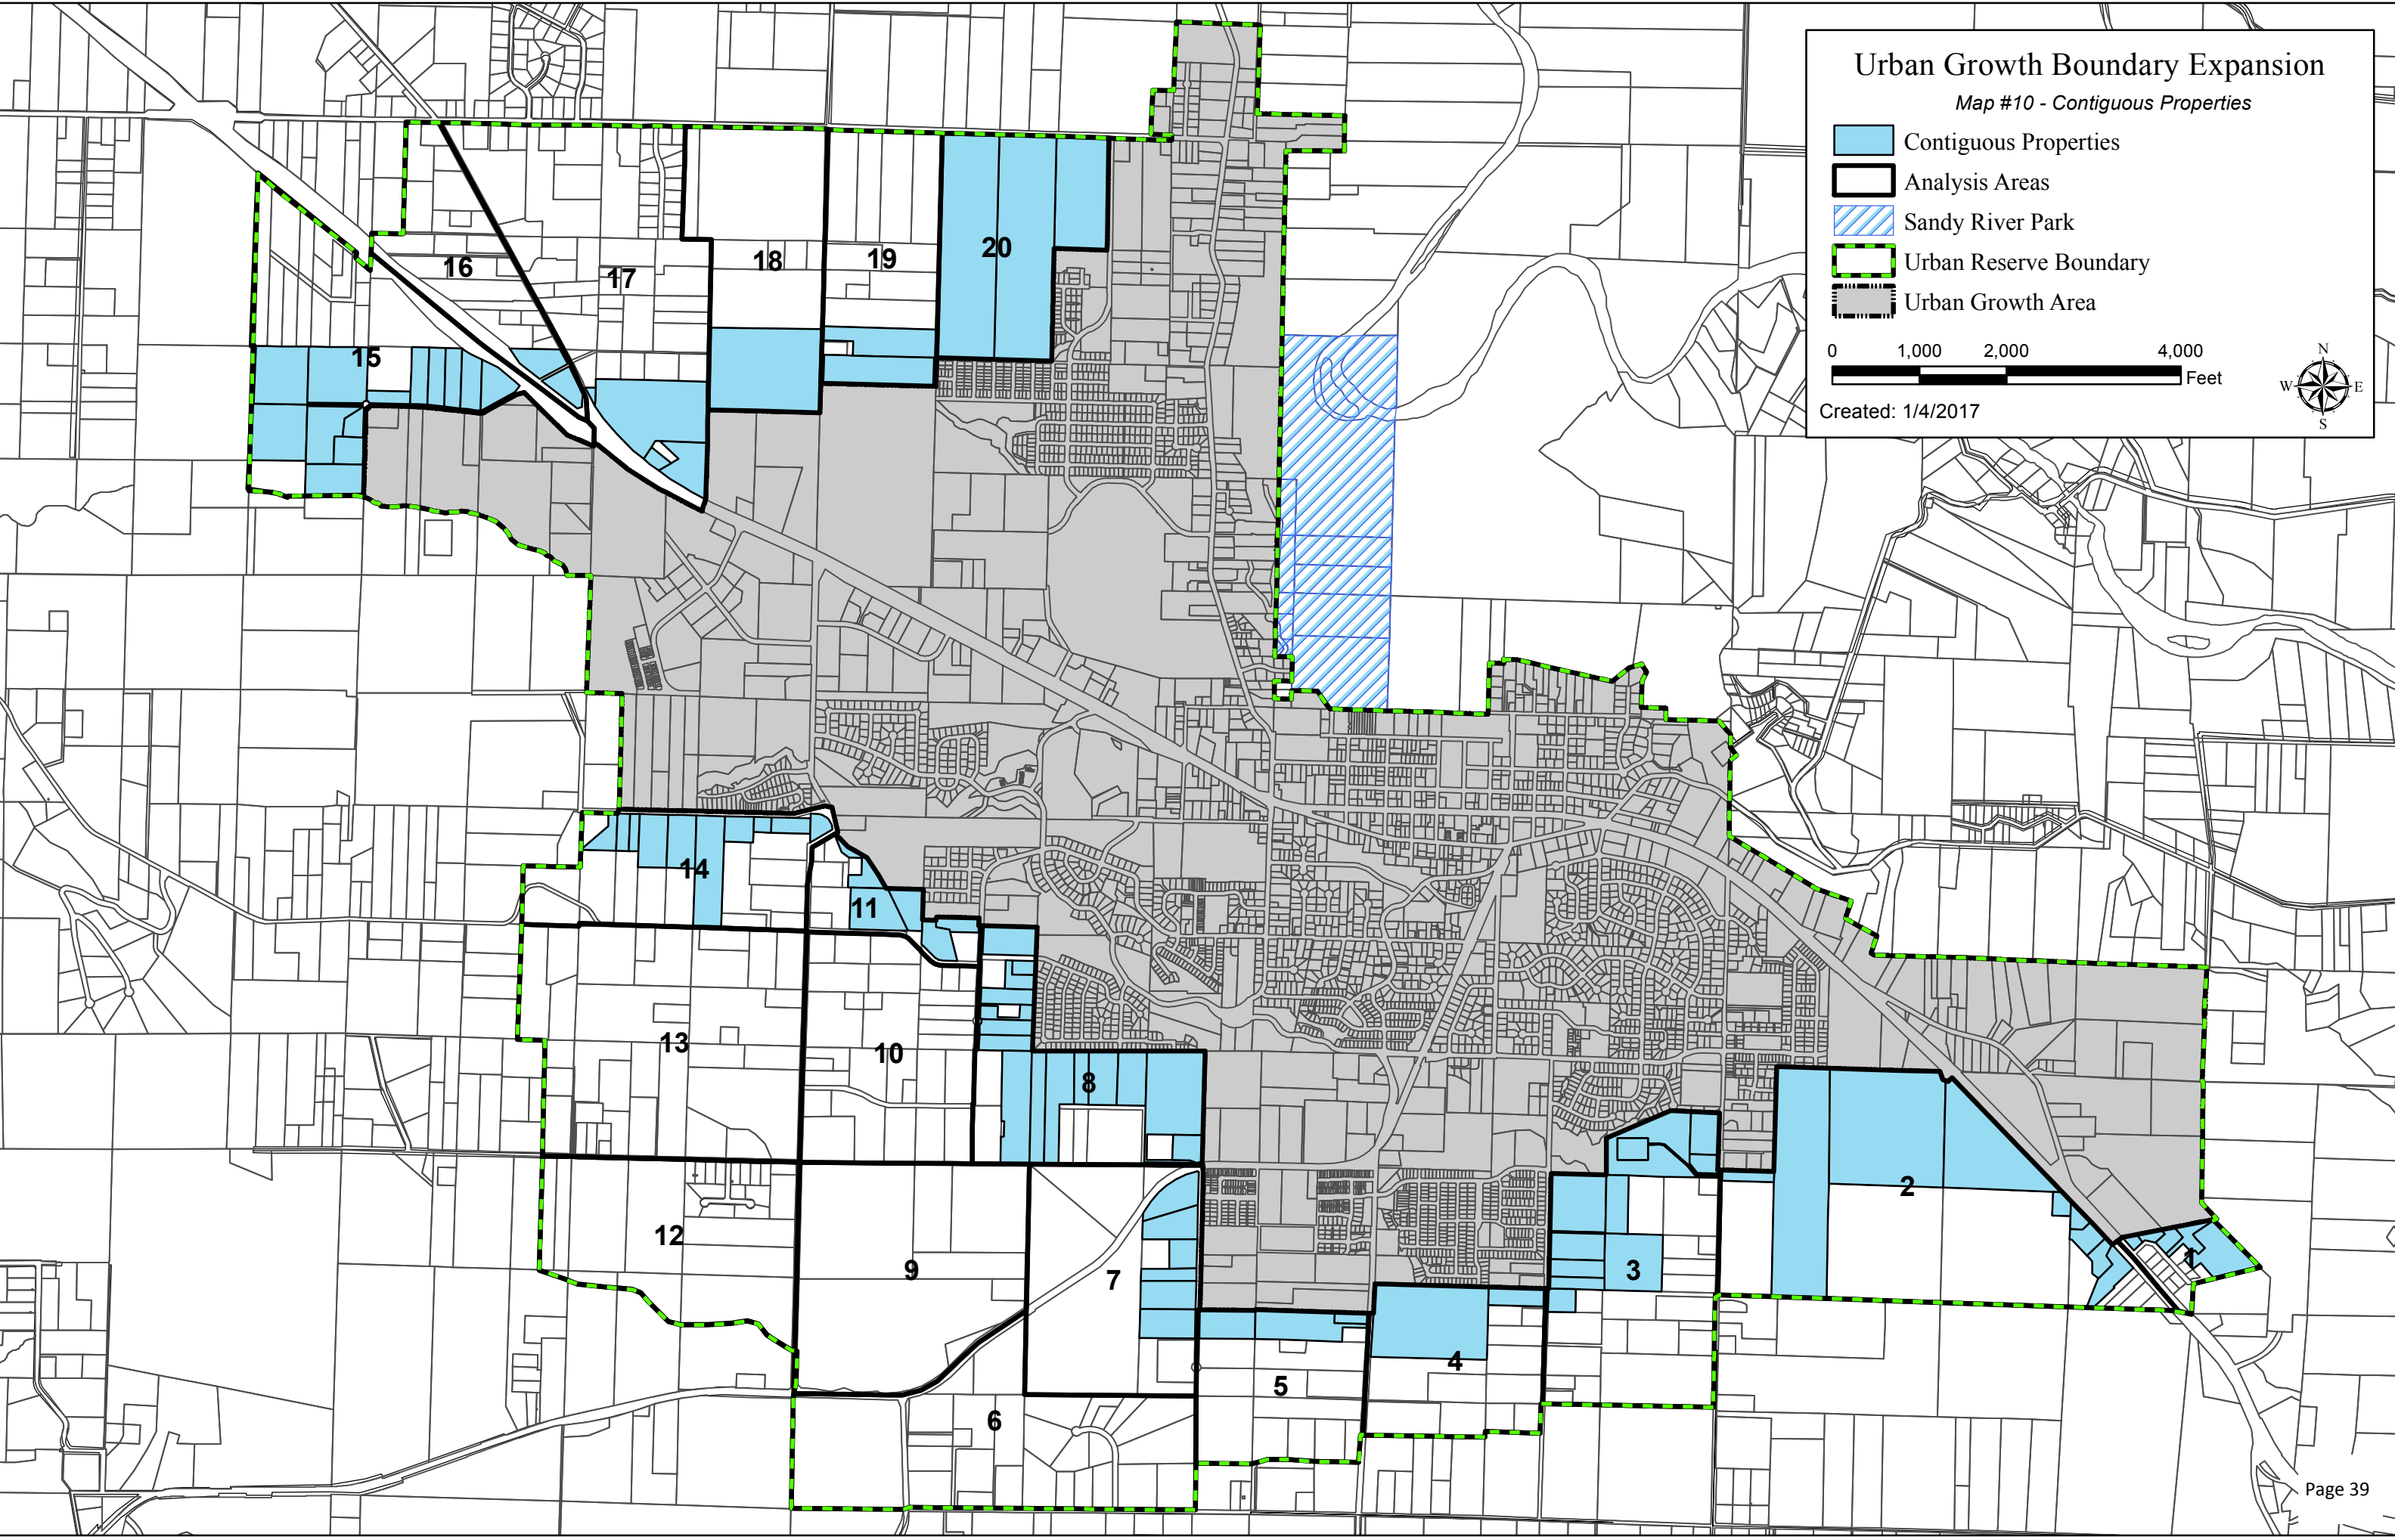 Urban Growth Boundary Expansion
Map #10 - Contiguous Properties
Contiguous Properties
Analysis Areas
Sandy River Park
Urban Reserve Boundary
Urban Growth Area
0 1,000 2,000 4,000
Feet
N
W E
S
Created: 1/4/2017
20
19
18
16
17
15
14
11
13
10
8
2
12
1
9
3
7
4
5
6
Page 39